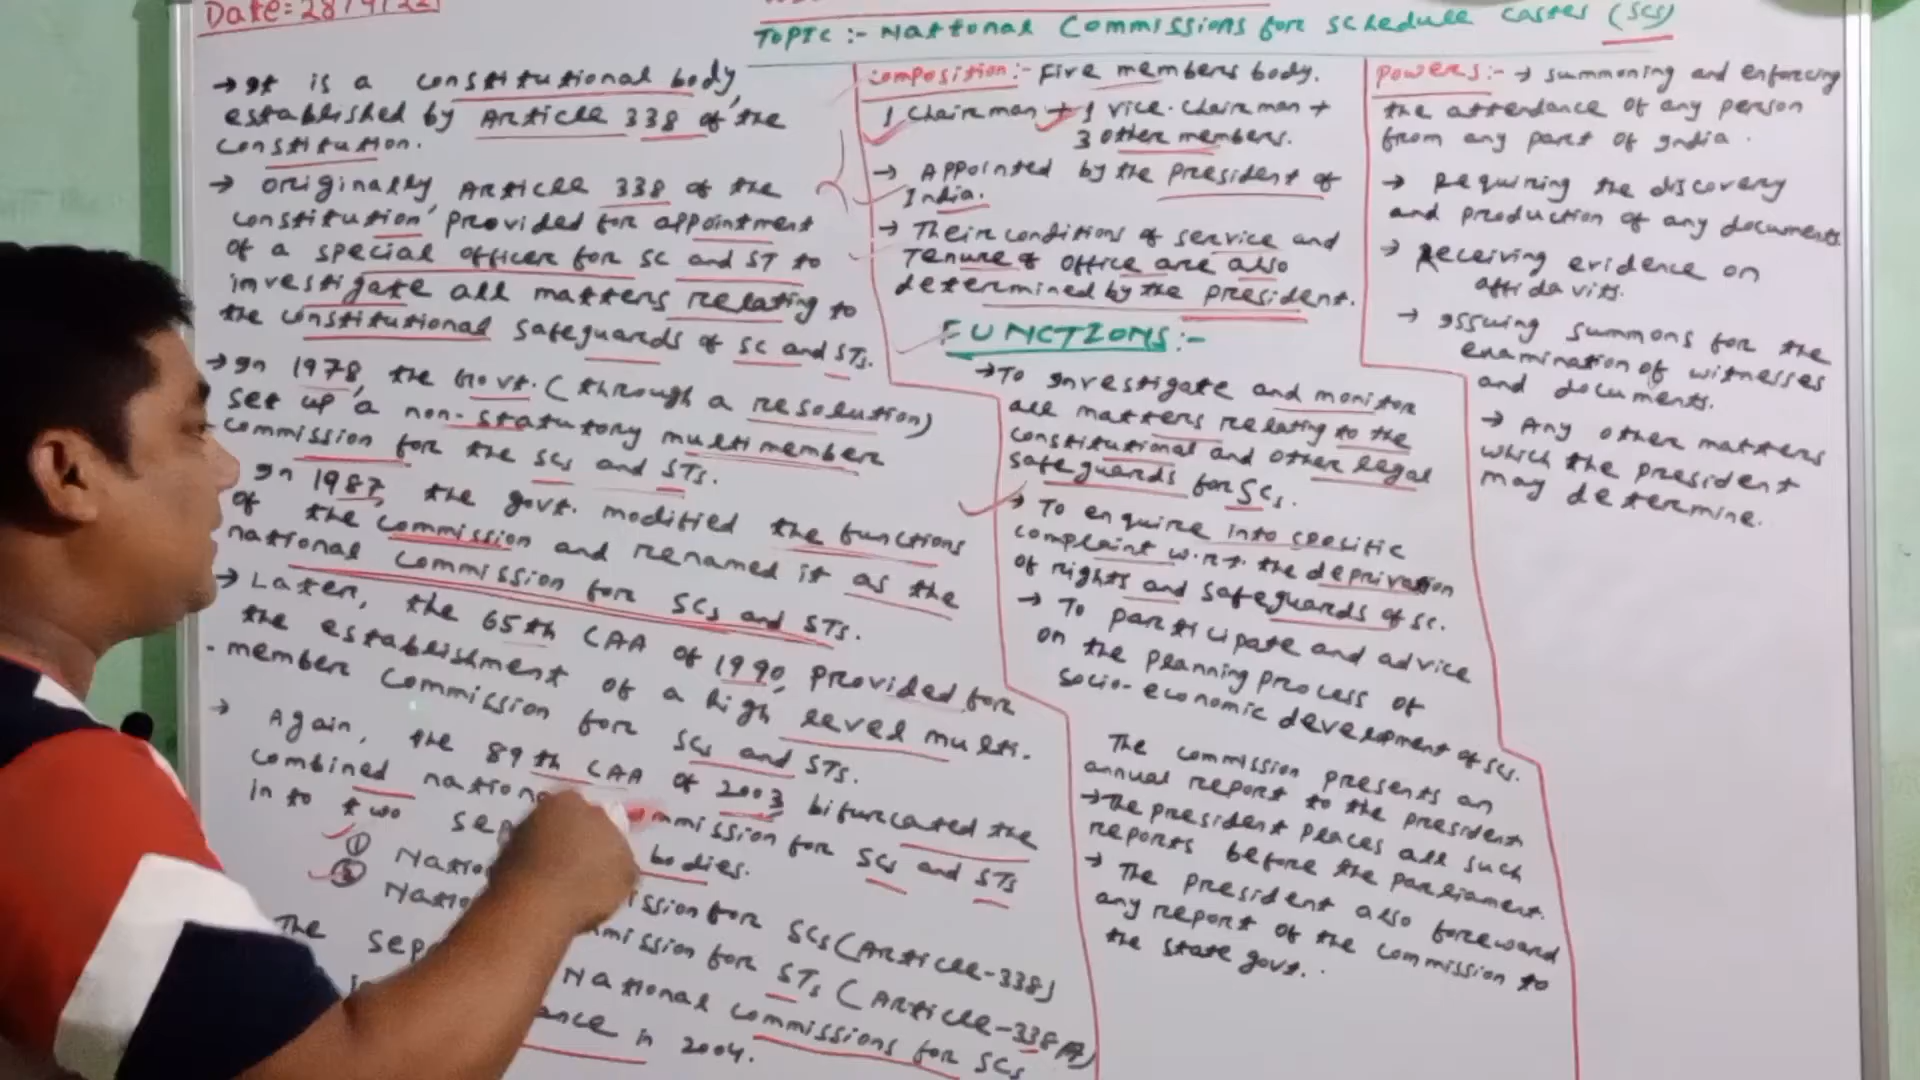 Date:- 28/9/22
TOPIC :- National Commissions for Schedule Castes (SCs)
→ It is a constitutional body,
established by Article 338 of the
constitution.
→ originally, Article 338 of the
constitution provided for appointment
of a special officer for SC and ST to
investigate all matters relating to
the constitutional safeguards of SC and STs.
→ In 1978, the Govt. (through a resolution)
set up a non-statutory multi member
commission for the SCs and STs.
In 1987, the govt. modified the functions
of the commission and renamed it as the
national commission for SCs and STs.
→ Later, the 65th CAA of 1990, provided for
the establishment of a high level multi-
member commission for SCs and STs.
→ Again, the 89th CAA of 2003 bifurcated the
combined commission for SCs and STs
in to two bodies.
① for SCs (Article-338)
② for STs (Article-338A)
The National commissions for SCs
in 2004.
Composition:- Five members body.
1 Chairman + 1 vice-chairman +
3 other members.
→ Appointed by the president of
India.
→ Their conditions of service and
Tenure of office are also
determined by the president.
FUNCTIONS:-
→ To investigate and monitor
all matters relating to the
constitutional and other legal
safeguards for SCs.
→ To enquire into specific
complaint w.r.t. the deprivation
of rights and safeguards of SC.
→ To participate and advice
on the planning process of
socio-economic development of SCs.
The commission presents an
annual report to the president
→ The president places all such
reports before the parliament.
→ The president also foreward
any report of the commission to
the state govt.
Powers:- → summoning and enforcing
the attendance of any person
from any part of India.
→ Requiring the discovery
and production of any documents.
→ Receiving evidence on
affidavits.
→ Issuing summons for the
examination of witnesses
and documents.
→ Any other matters
which the president
may determine.